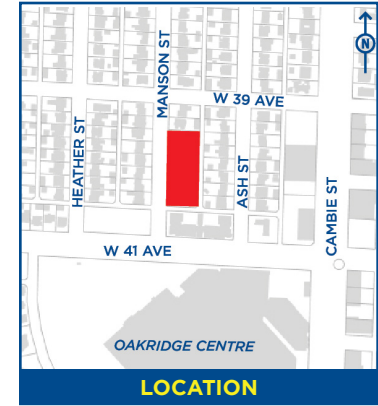 MANSON ST
N
W 39 AVE
HEATHER ST
ASH ST
CAMBIE ST
W 41 AVE
OAKRIDGE CENTRE
LOCATION